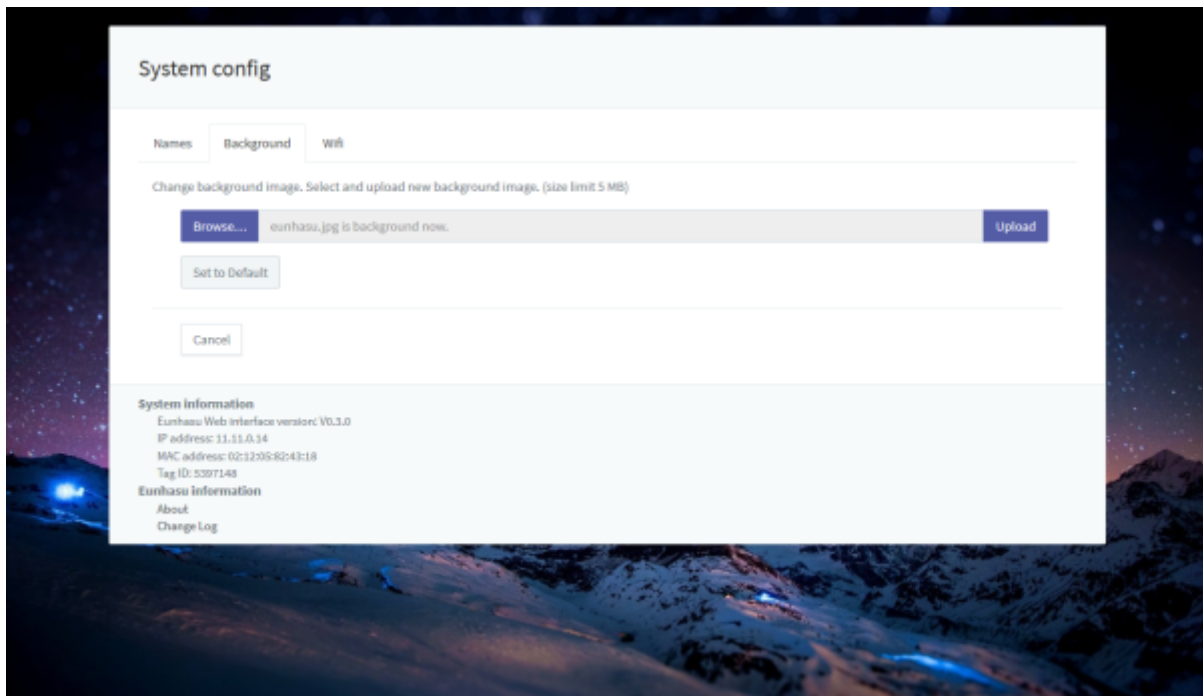 System config
Names Background Wifi
Change background image. Select and upload new background image. (size limit 5 MB)
Browse... eunhasu.jpg is background now. Upload
Set to Default
Cancel
System information
Eunhasu Web interface version: V0.3.0
IP address: 11.11.0.14
MAC address: 02:12:05:82:43:18
Tag ID: 5397148
Eunhasu information
About
Change Log